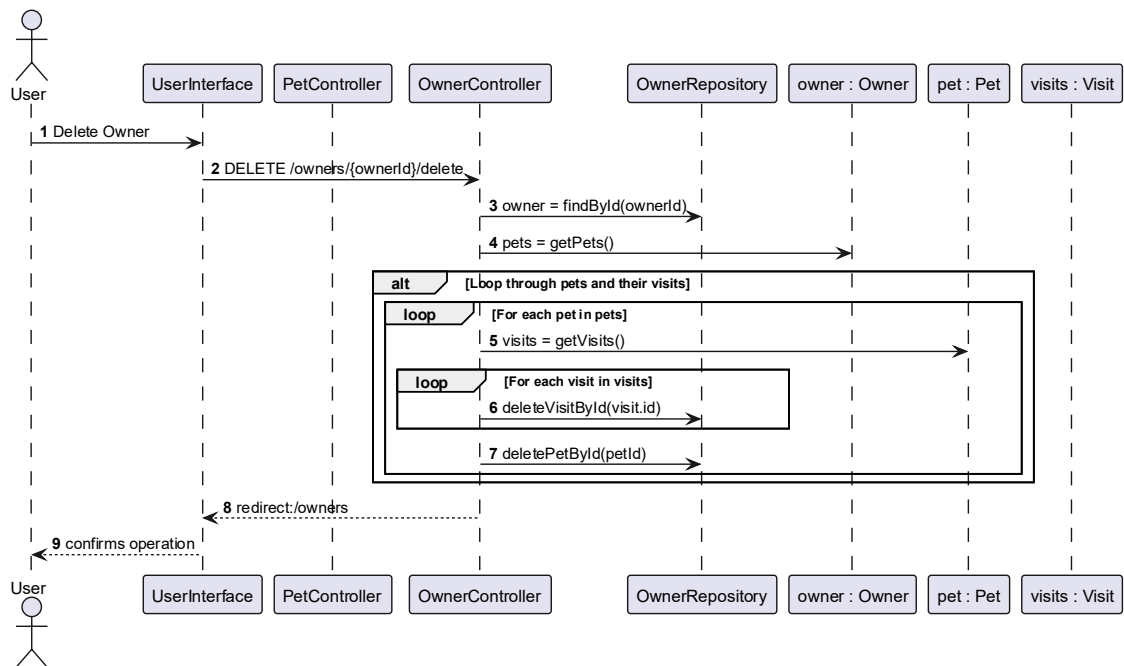 User
UserInterface PetController OwnerController OwnerRepository owner : Owner pet : Pet visits : Visit
1 Delete Owner
2 DELETE /owners/{ownerId}/delete
3 owner = findById(ownerId)
4 pets = getPets()
alt [Loop through pets and their visits]
loop [For each pet in pets]
5 visits = getVisits()
loop [For each visit in visits]
6 deleteVisitById(visit.id)
7 deletePetById(petId)
8 redirect:/owners
9 confirms operation
User
UserInterface PetController OwnerController OwnerRepository owner : Owner pet : Pet visits : Visit